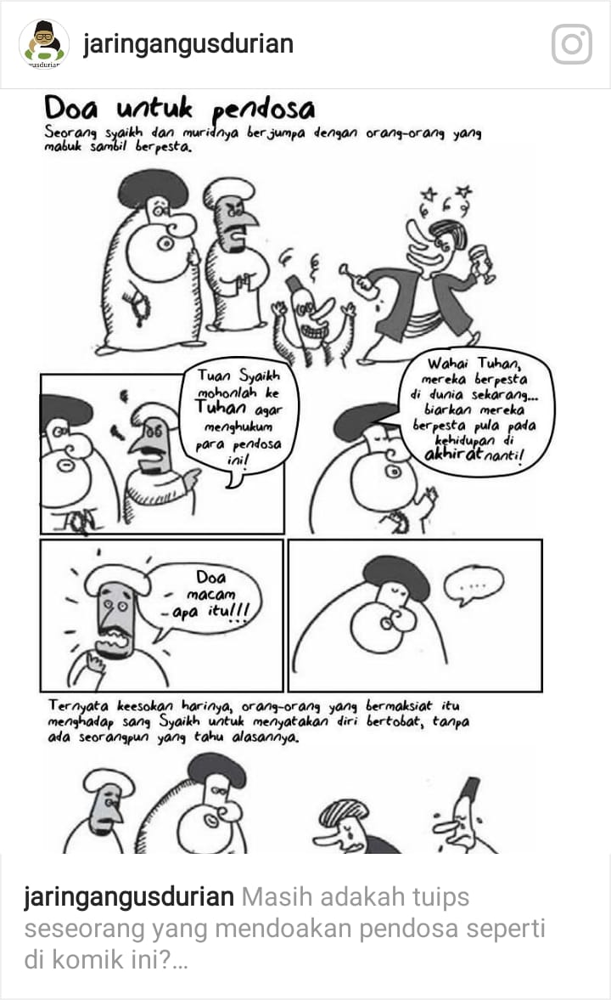 jaringangusdurian
gusdurian
Doa untuk pendosa
Seorang syaikh dan muridnya berjumpa dengan orang-orang yang
mabuk sambil berpesta.
Tuan Syaikh
mohonlah ke
Tuhan agar
menghukum
para pendosa
ini!
Wahai Tuhan,
mereka berpesta
di dunia sekarang...
biarkan mereka
berpesta pula pada
kehidupan di
akhirat nanti!
Doa
macam
apa itu!!!
....
Ternyata keesokan harinya, orang-orang yang bermaksiat itu
menghadap sang Syaikh untuk menyatakan diri bertobat, tanpa
ada seorangpun yang tahu alasannya.
jaringangusdurian Masih adakah tuips
seseorang yang mendoakan pendosa seperti
di komik ini?...